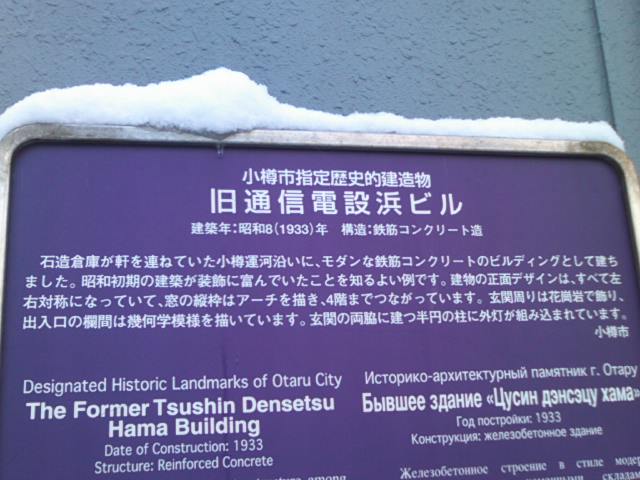 小樽市指定歴史的建造物
旧通信電設浜ビル
建築年:昭和8(1933)年 構造:鉄筋コンクリート造
石造倉庫が軒を連ねていた小樽運河沿いに、モダンな鉄筋コンクリートのビルディングとして建ち
ました。昭和初期の建築が装飾に富んでいたことを知るよい例です。建物の正面デザインは、すべて左
右対称になっていて、窓の縦枠はアーチを描き、4階までつながっています。玄関周りは花崗岩で飾り、
出入口の欄間は幾何学模様を描いています。玄関の両脇に建つ半円の柱に外灯が組み込まれています。
小樽市
Designated Historic Landmarks of Otaru City
The Former Tsushin Densetsu
Hama Building
Date of Construction: 1933
Structure: Reinforced Concrete
Историко-архитектурный памятник г. Отару
Бывшее здание «Цусин дэнсэцу хама»
Год постройки: 1933
Конструкция: железобетонное здание
Железобетонное строение в стиле модер